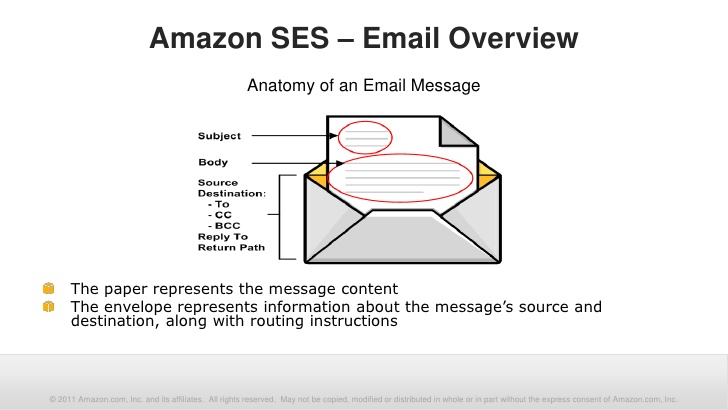 Amazon SES – Email Overview
Anatomy of an Email Message
Subject
Body
Source
Destination:
- To
- CC
- BCC
Reply To
Return Path
The paper represents the message content
The envelope represents information about the message’s source and
destination, along with routing instructions
© 2011 Amazon.com, Inc. and its affiliates. All rights reserved. May not be copied, modified or distributed in whole or in part without the express consent of Amazon.com, Inc.